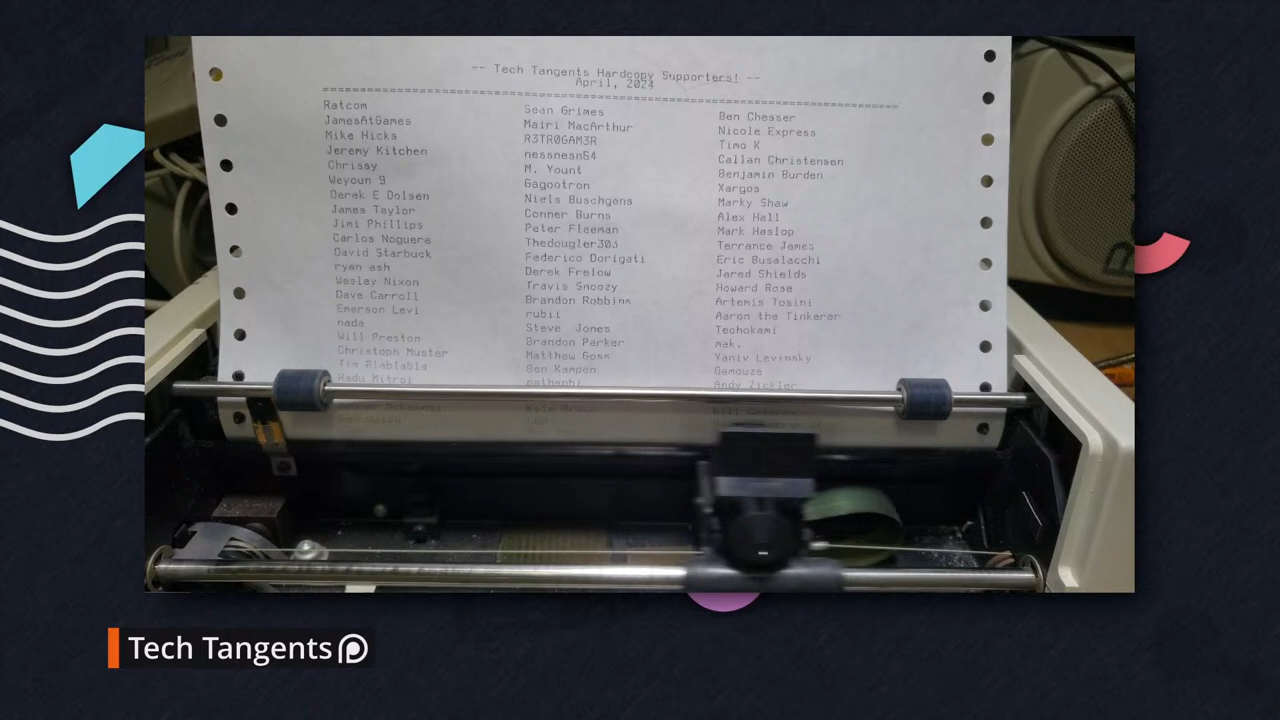 -- Tech Tangents Hardcopy Supporters! --
April, 2024
Ratcom
JamesAtGames
Mike Hicks
Jeremy Kitchen
Chrissy
Weyoun 9
Derek E Dolsen
James Taylor
Jimi Phillips
Carlos Noguera
David Starbuck
ryan ash
Wesley Nixon
Dave Carroll
Emerson Levi
nada
Will Preston
Christoph Muster
Tim Blablabla
Radu Mitroi
Sean Grimes
Mairi MacArthur
R3TR0GAM3R
nessnesn64
M. Yount
Gagootron
Niels Buschgens
Conner Burns
Peter Fleeman
Thedougler303
Federico Dorigati
Derek Frelow
Travis Snoozy
Brandon Robbins
rubii
Steve Jones
Brandon Parker
Matthew Goss
Ben Kampen
nathanhi
Ben Chesser
Nicole Express
Timo K
Callan Christensen
Benjamin Burden
Xargos
Marky Shaw
Alex Hall
Mark Heslop
Terrance James
Eric Busalacchi
Jared Shields
Howard Rose
Artemis Tosini
Aaron the Tinkerer
Techokami
mak.
Yaniv Levinsky
Gamouze
Andy Zickler
Tech Tangents